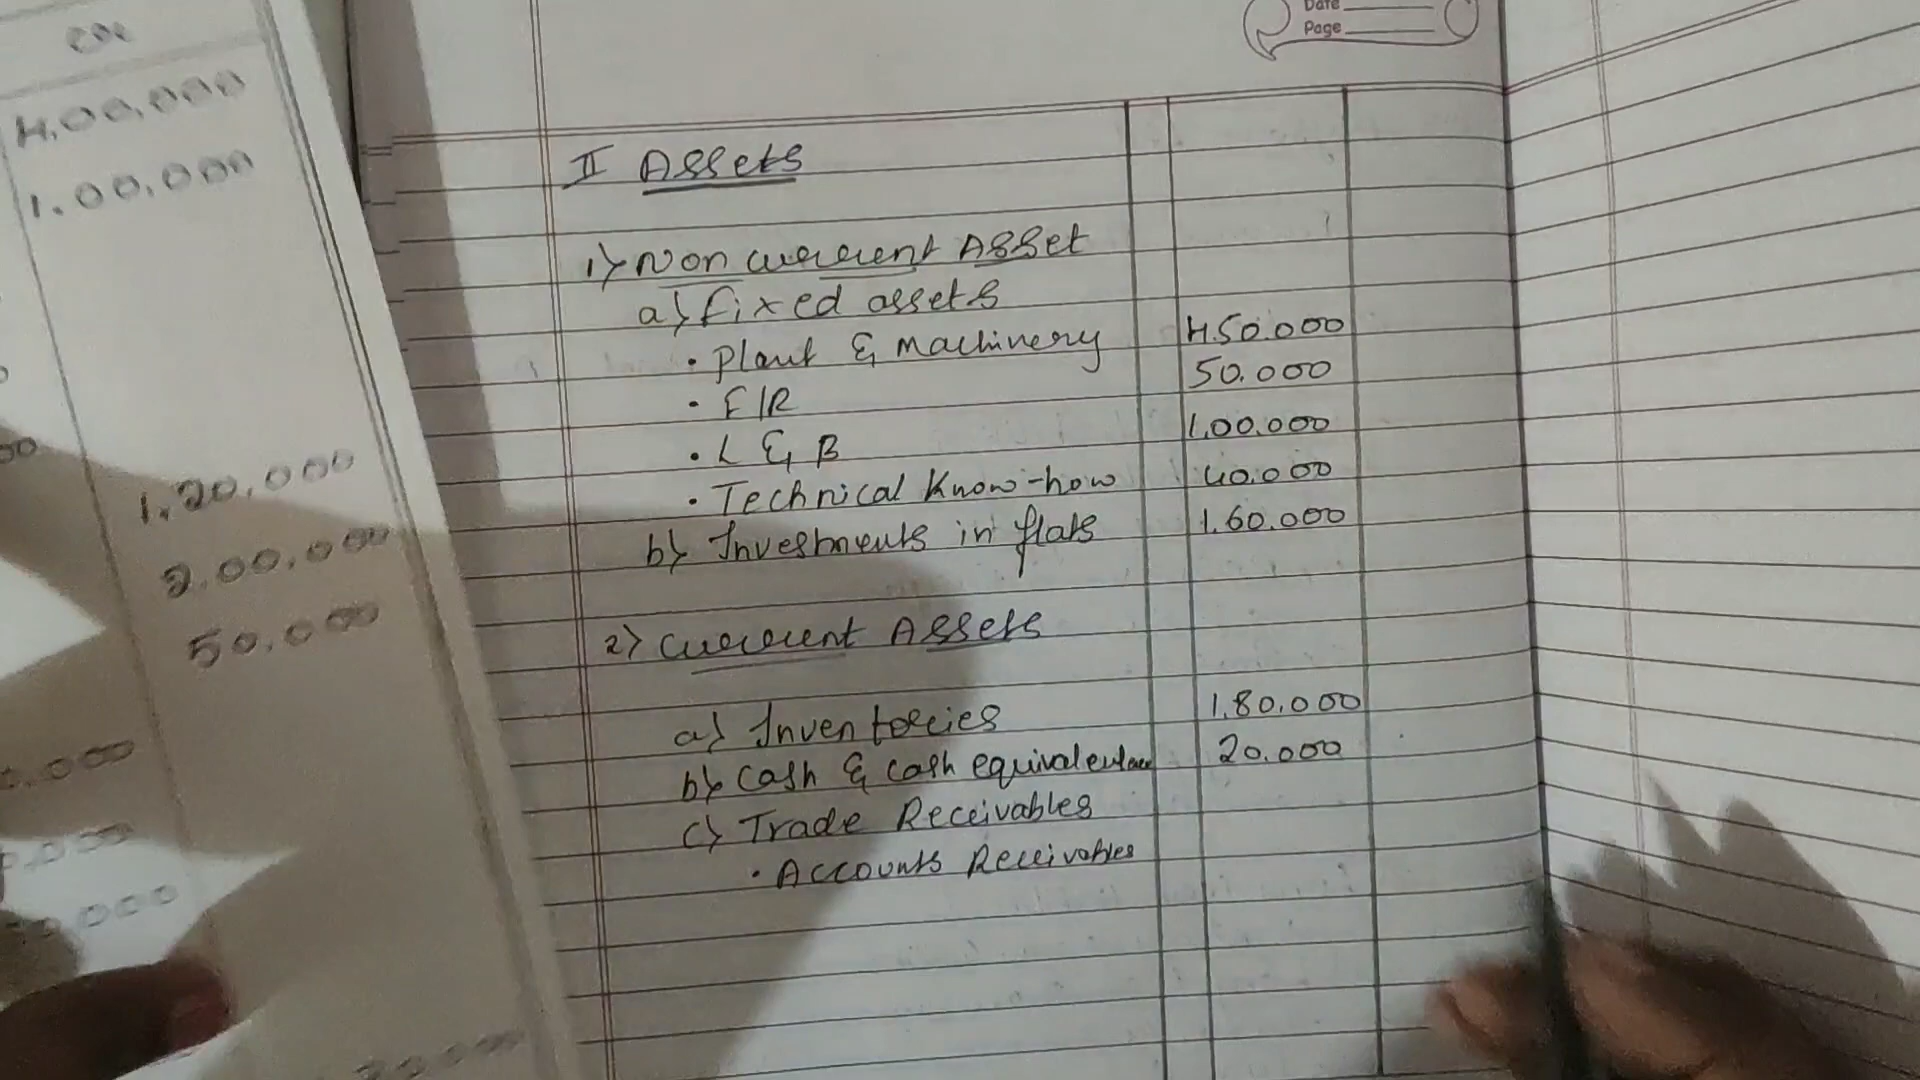 Date
Page
CR
4,00,000
1,00,000
1,20,000
2,00,000
50,000
II Assets
1) Non current Asset
a) fixed assets
• Plant & Machinery 4.50.000
• F/R 50.000
• L & B 1,00.000
• Technical Know-how 40.000
b) Investments in flats 1.60.000
2) Current Assets
a) Inventories 1.80.000
b) Cash & cash equivalentace 20.000
c) Trade Receivables
• Accounts Receivables